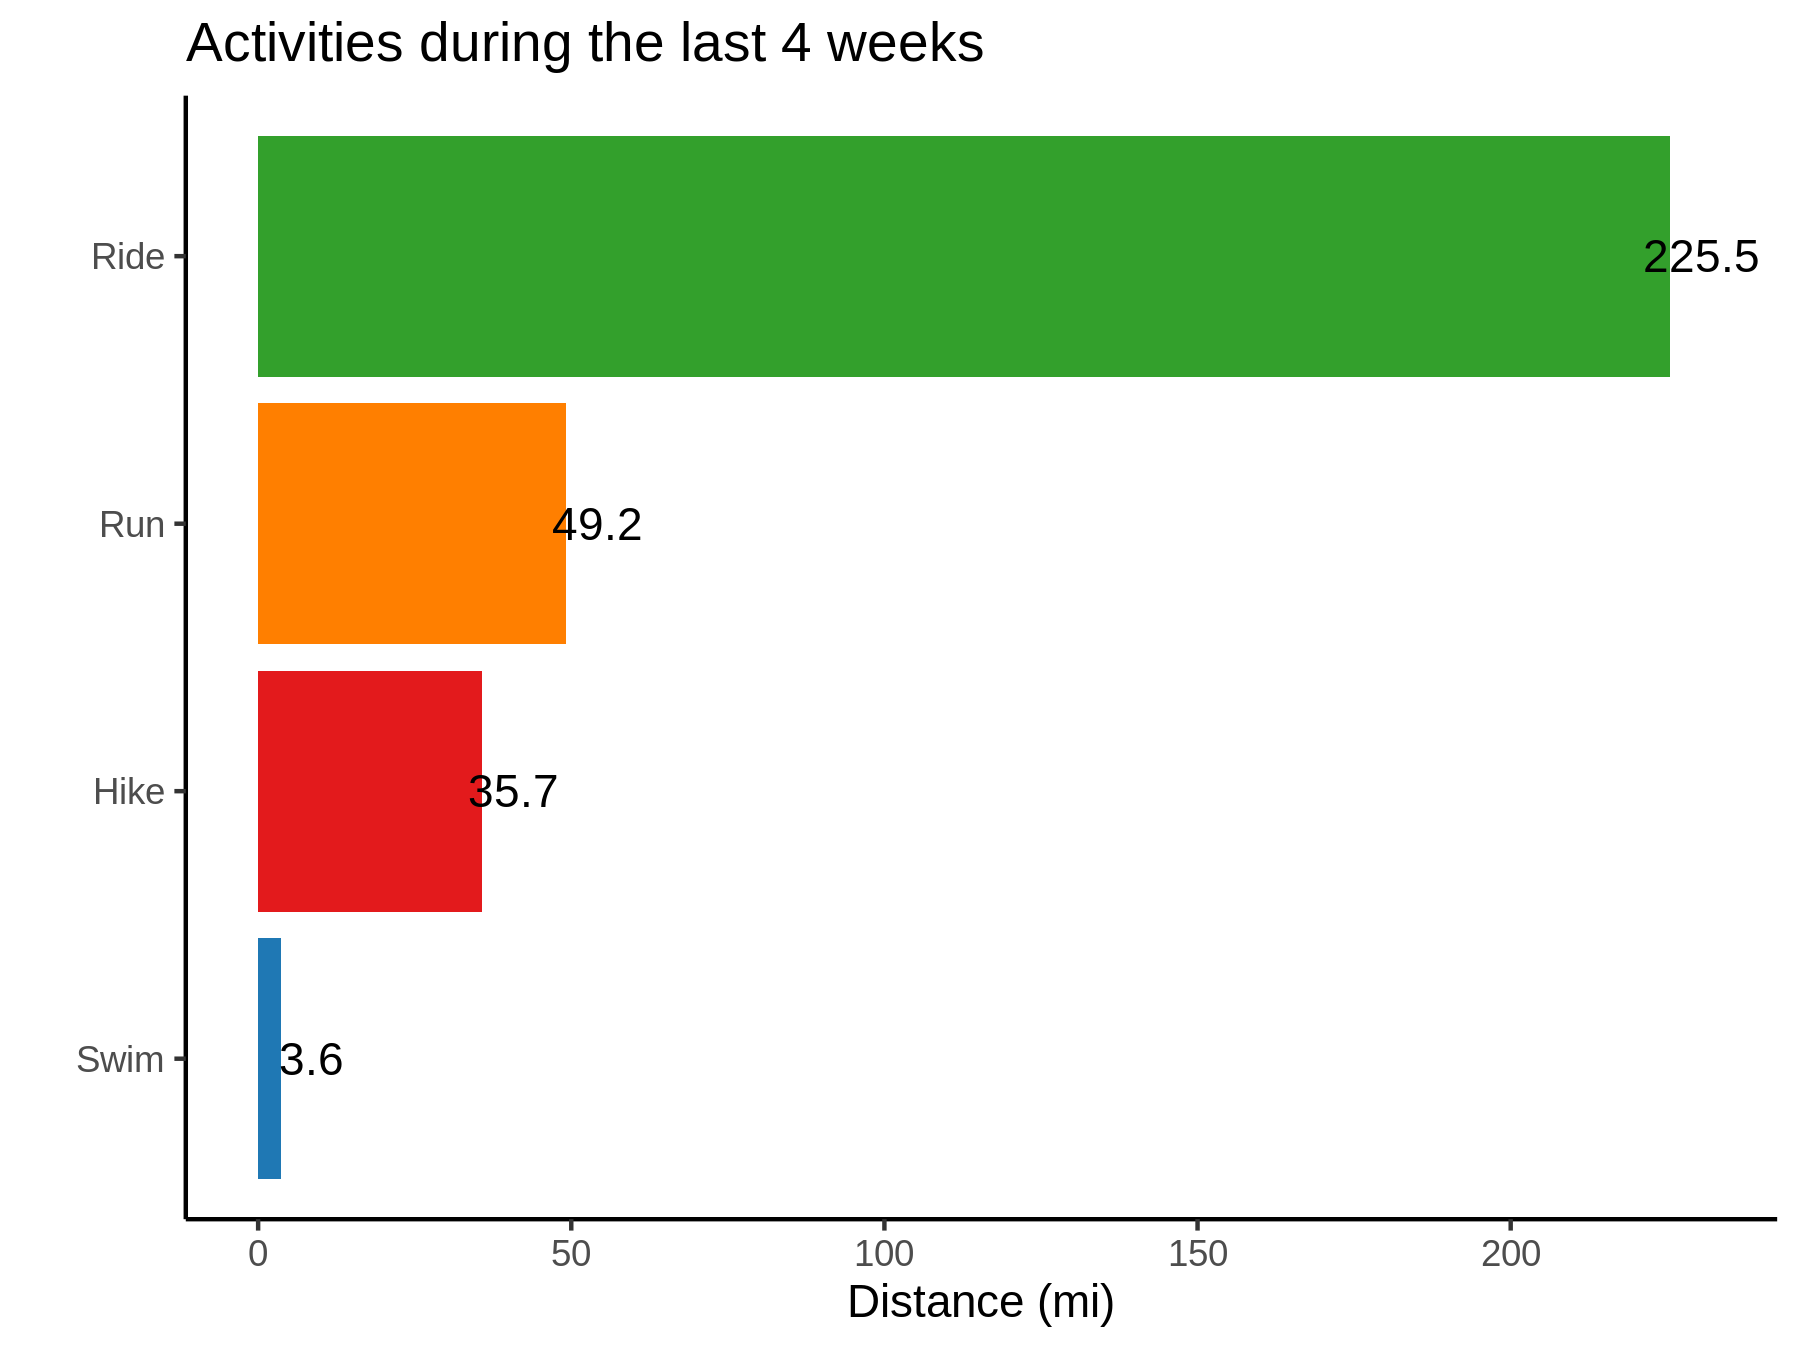 Activities during the last 4 weeks
Ride
225.5
Run
49.2
Hike
35.7
Swim
3.6
0 50 100 150 200
Distance (mi)